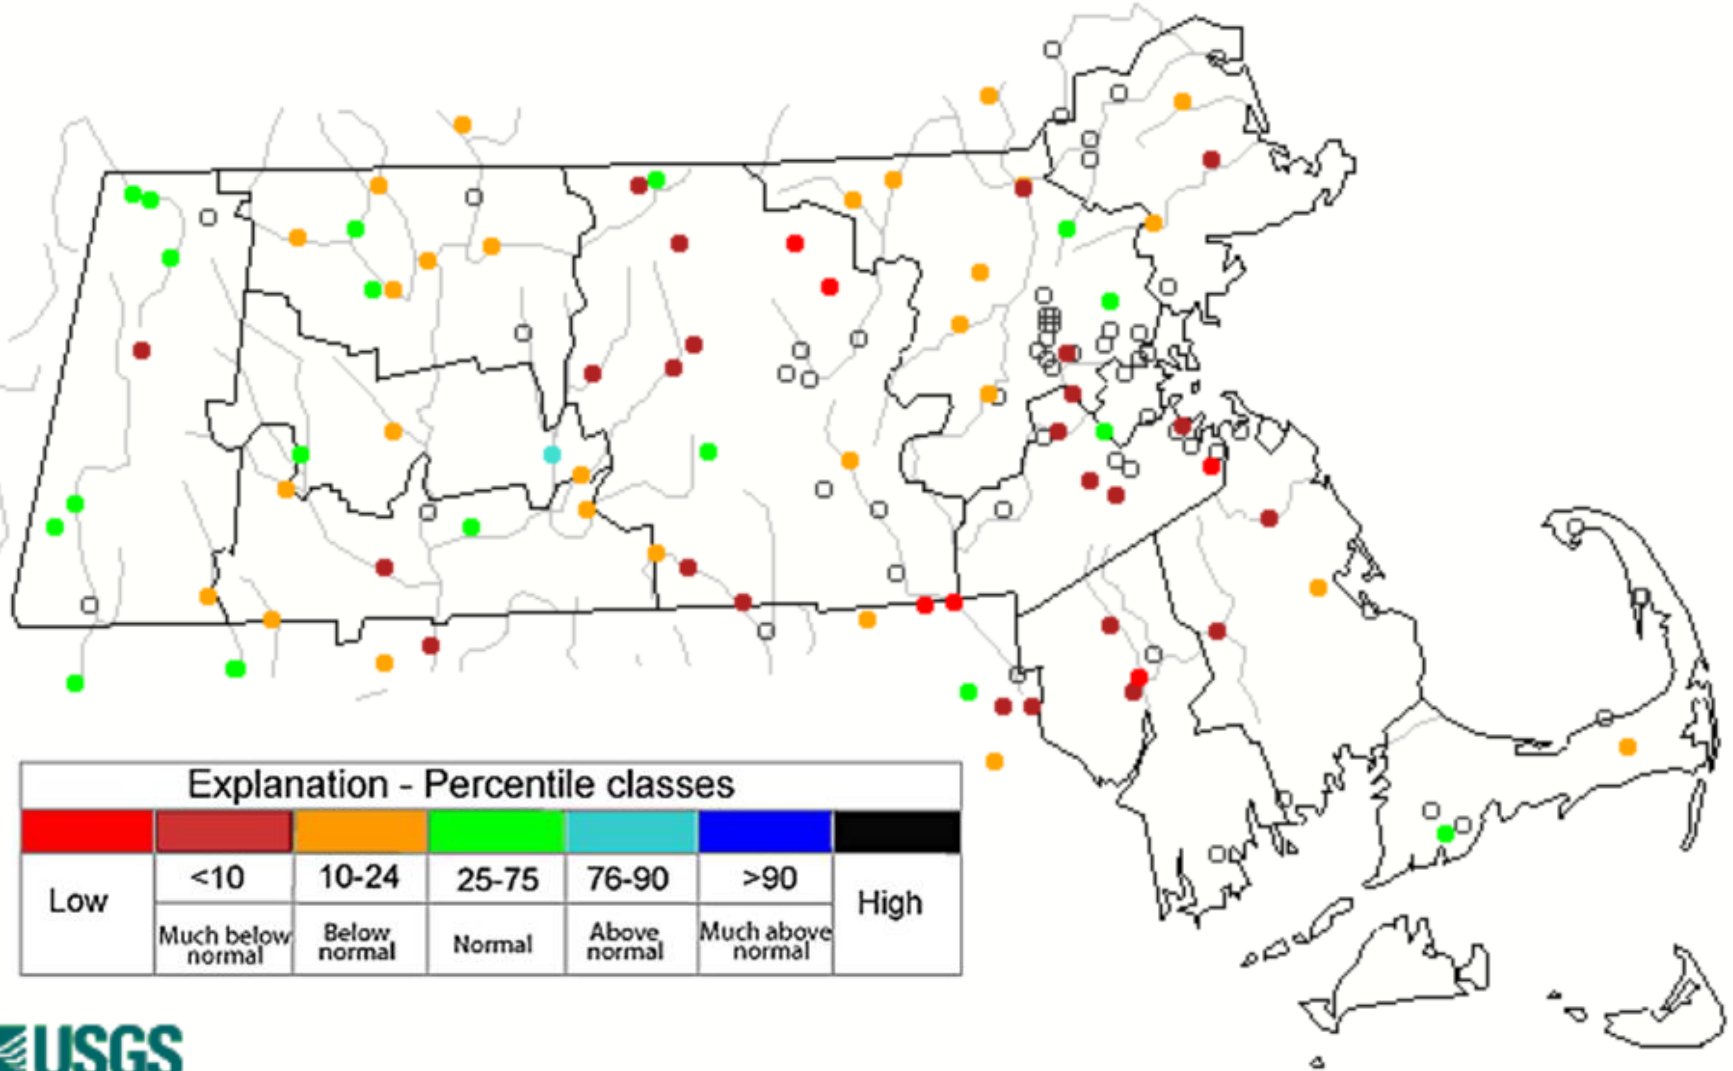 Explanation - Percentile classes
<10 10-24 25-75 76-90 >90
Low High
Much below normal
Below normal
Normal
Above normal
Much above normal
USGS